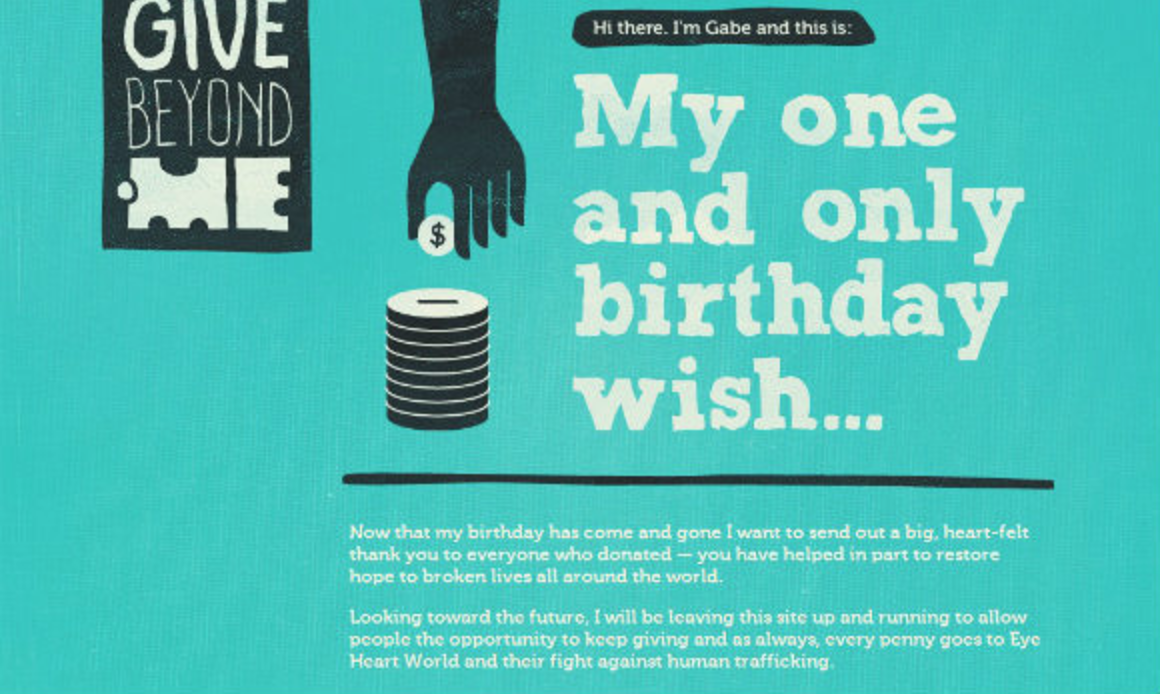 GIVE
BEYOND
ME
$
Hi there. I'm Gabe and this is:
My one
and only
birthday
wish...
Now that my birthday has come and gone I want to send out a big, heart-felt
thank you to everyone who donated — you have helped in part to restore
hope to broken lives all around the world.
Looking toward the future, I will be leaving this site up and running to allow
people the opportunity to keep giving and as always, every penny goes to Eye
Heart World and their fight against human trafficking.